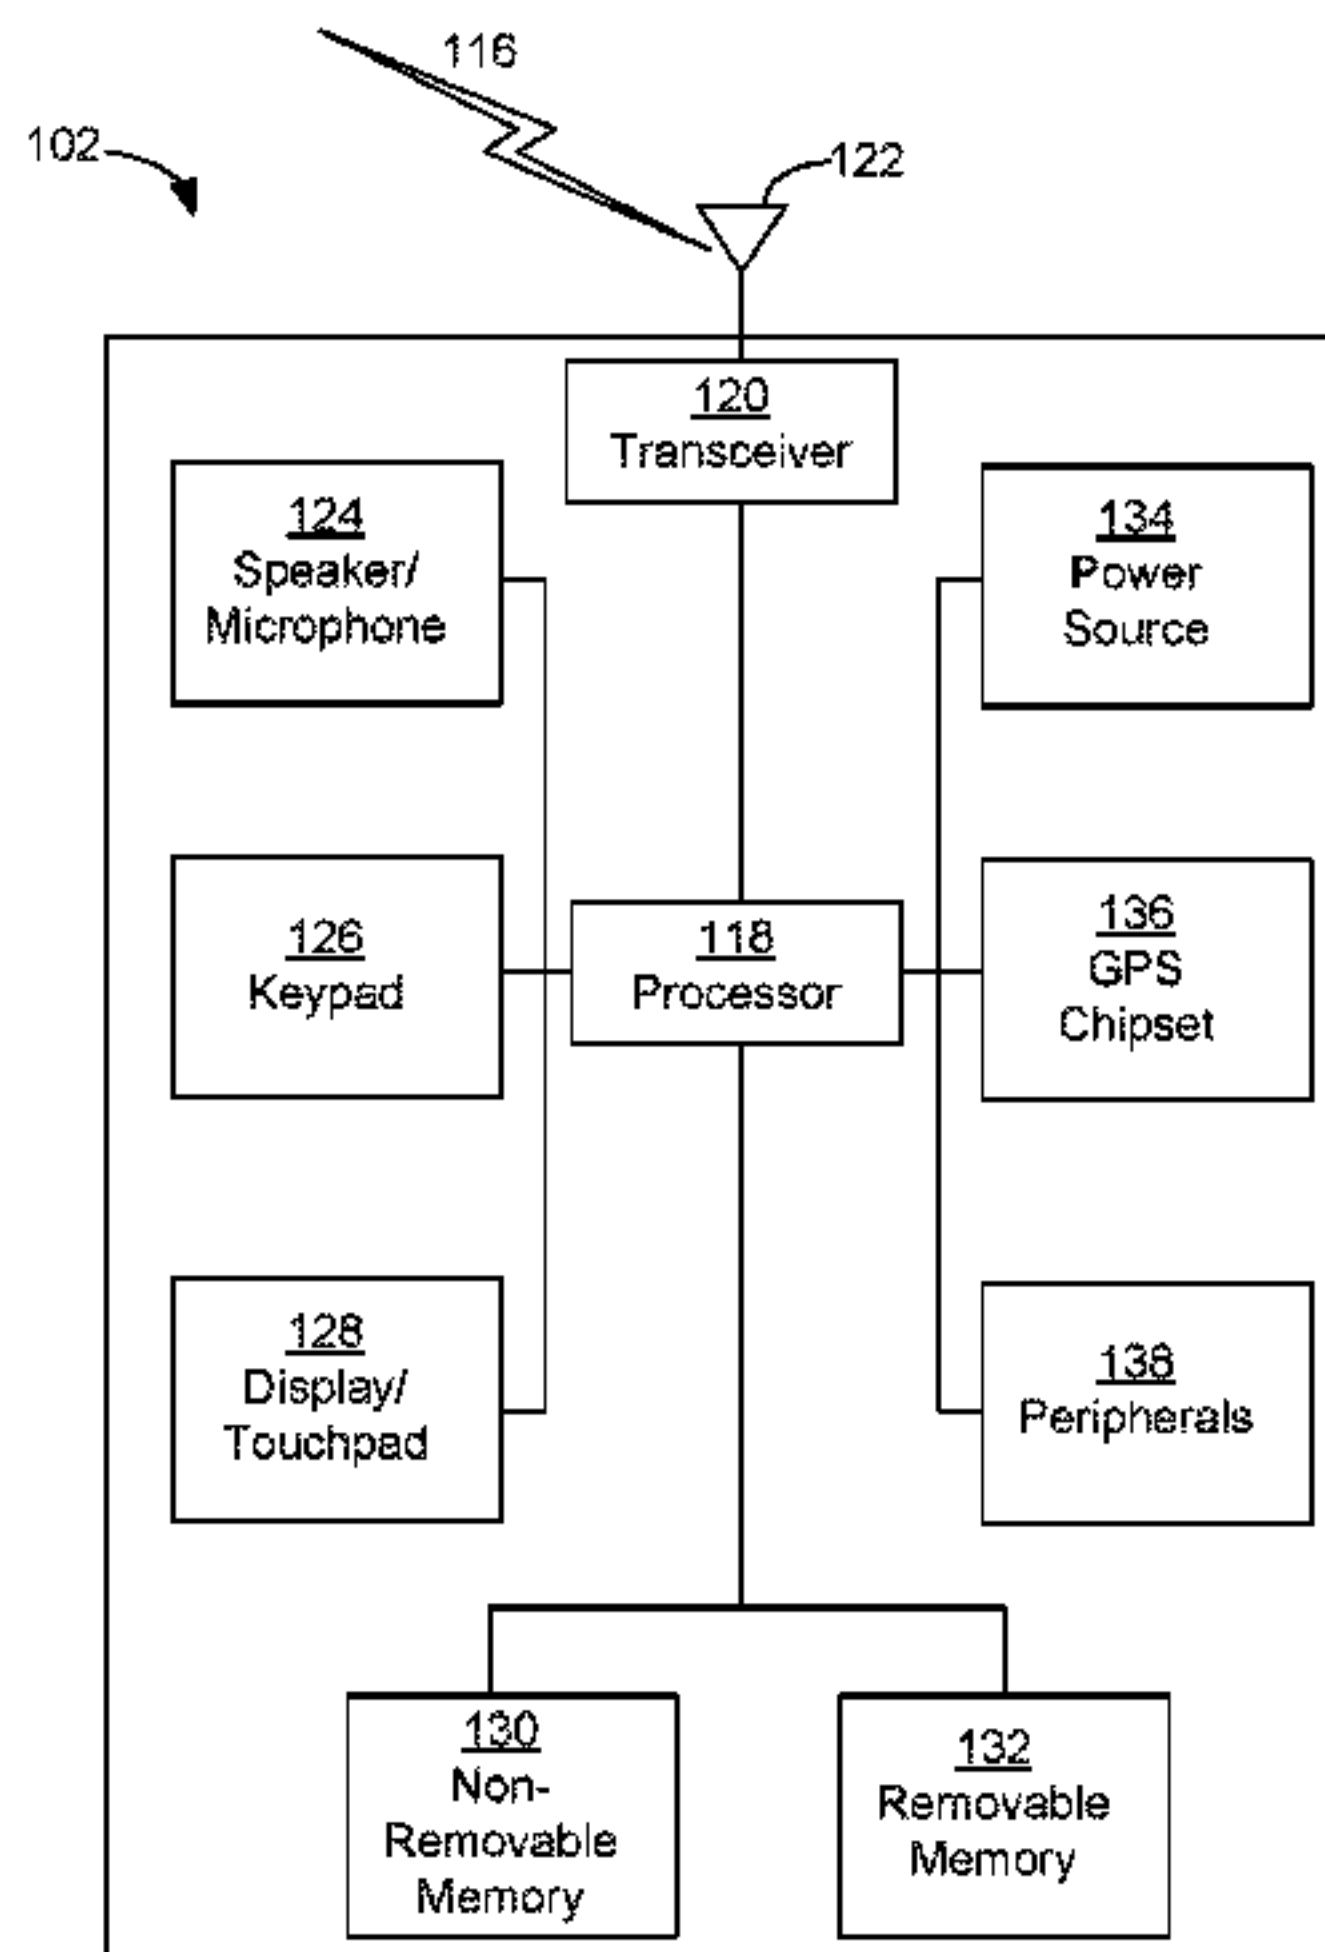 116
102
122
120
Transceiver
124
Speaker/
Microphone
134
Power
Source
126
Keypad
118
Processor
136
GPS
Chipset
128
Display/
Touchpad
138
Peripherals
130
Non-
Removable
Memory
132
Removable
Memory